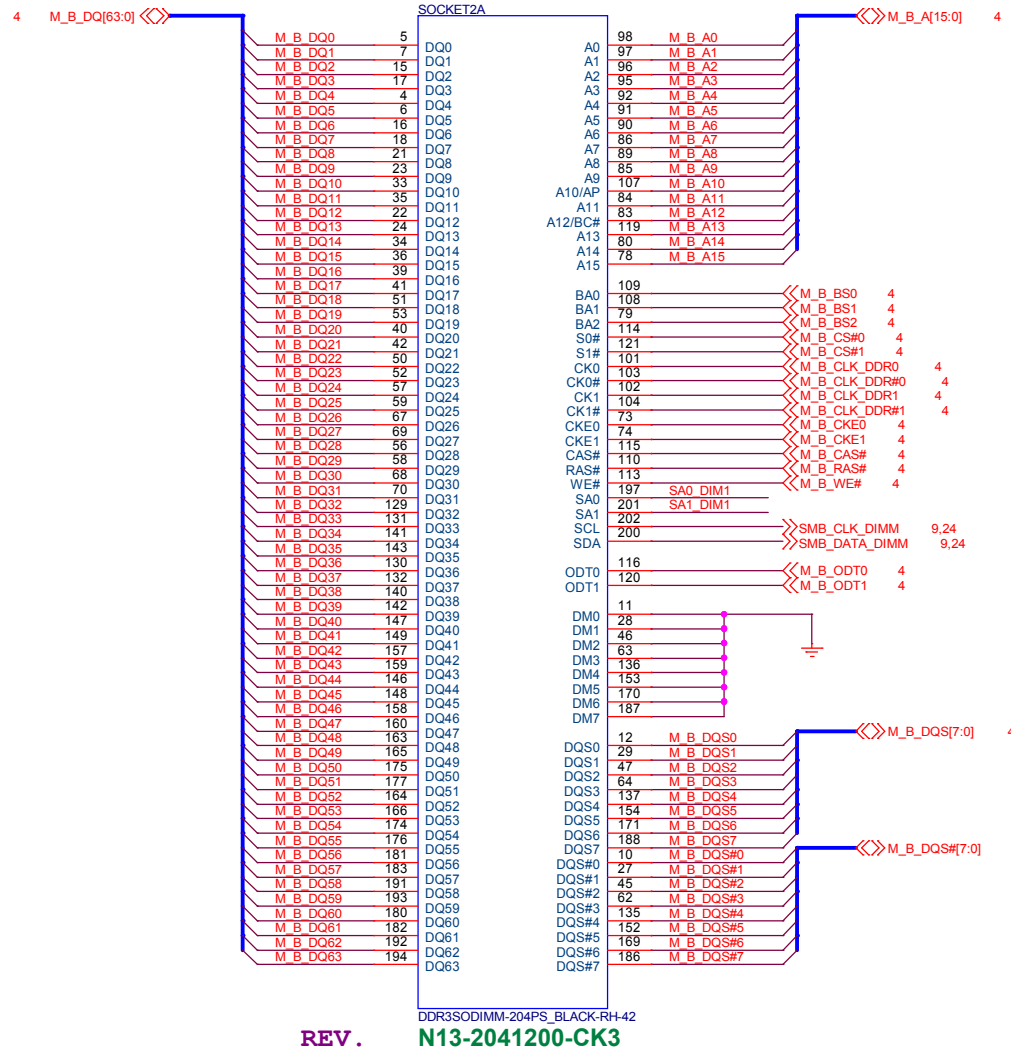 4 M_B_DQ[63:0] SOCKET2A M_B_A[15:0] 4
M_B_DQ0 5 DQ0 A0 98 M_B_A0
M_B_DQ1 7 DQ1 A1 97 M_B_A1
M_B_DQ2 15 DQ2 A2 96 M_B_A2
M_B_DQ3 17 DQ3 A3 95 M_B_A3
M_B_DQ4 4 DQ4 A4 92 M_B_A4
M_B_DQ5 6 DQ5 A5 91 M_B_A5
M_B_DQ6 16 DQ6 A6 90 M_B_A6
M_B_DQ7 18 DQ7 A7 86 M_B_A7
M_B_DQ8 21 DQ8 A8 89 M_B_A8
M_B_DQ9 23 DQ9 A9 85 M_B_A9
M_B_DQ10 33 DQ10 A10/AP 107 M_B_A10
M_B_DQ11 35 DQ11 A11 84 M_B_A11
M_B_DQ12 22 DQ12 A12/BC# 83 M_B_A12
M_B_DQ13 24 DQ13 A13 119 M_B_A13
M_B_DQ14 34 DQ14 A14 80 M_B_A14
M_B_DQ15 36 DQ15 A15 78 M_B_A15
M_B_DQ16 39 DQ16
M_B_DQ17 41 DQ17 BA0 109 M_B_BS0 4
M_B_DQ18 51 DQ18 BA1 108 M_B_BS1 4
M_B_DQ19 53 DQ19 BA2 79 M_B_BS2 4
M_B_DQ20 40 DQ20 S0# 114 M_B_CS#0 4
M_B_DQ21 42 DQ21 S1# 121 M_B_CS#1 4
M_B_DQ22 50 DQ22 CK0 101 M_B_CLK_DDR0 4
M_B_DQ23 52 DQ23 CK0# 103 M_B_CLK_DDR#0 4
M_B_DQ24 57 DQ24 CK1 102 M_B_CLK_DDR1 4
M_B_DQ25 59 DQ25 CK1# 104 M_B_CLK_DDR#1 4
M_B_DQ26 67 DQ26 CKE0 73 M_B_CKE0 4
M_B_DQ27 69 DQ27 CKE1 74 M_B_CKE1 4
M_B_DQ28 56 DQ28 CAS# 115 M_B_CAS# 4
M_B_DQ29 58 DQ29 RAS# 110 M_B_RAS# 4
M_B_DQ30 68 DQ30 WE# 113 M_B_WE# 4
M_B_DQ31 70 DQ31 SA0 197 SA0_DIM1
M_B_DQ32 129 DQ32 SA1 201 SA1_DIM1
M_B_DQ33 131 DQ33 SCL 202 SMB_CLK_DIMM 9,24
M_B_DQ34 141 DQ34 SDA 200 SMB_DATA_DIMM 9,24
M_B_DQ35 143 DQ35
M_B_DQ36 130 DQ36 ODT0 116 M_B_ODT0 4
M_B_DQ37 132 DQ37 ODT1 120 M_B_ODT1 4
M_B_DQ38 140 DQ38
M_B_DQ39 142 DQ39 DM0 11
M_B_DQ40 147 DQ40 DM1 28
M_B_DQ41 149 DQ41 DM2 46
M_B_DQ42 157 DQ42 DM3 63
M_B_DQ43 159 DQ43 DM4 136
M_B_DQ44 146 DQ44 DM5 153
M_B_DQ45 148 DQ45 DM6 170
M_B_DQ46 158 DQ46 DM7 187
M_B_DQ47 160 DQ47 M_B_DQS[7:0] 4
M_B_DQ48 163 DQ48 DQS0 12 M_B_DQS0
M_B_DQ49 165 DQ49 DQS1 29 M_B_DQS1
M_B_DQ50 175 DQ50 DQS2 47 M_B_DQS2
M_B_DQ51 177 DQ51 DQS3 64 M_B_DQS3
M_B_DQ52 164 DQ52 DQS4 137 M_B_DQS4
M_B_DQ53 166 DQ53 DQS5 154 M_B_DQS5
M_B_DQ54 174 DQ54 DQS6 171 M_B_DQS6
M_B_DQ55 176 DQ55 DQS7 188 M_B_DQS7 M_B_DQS#[7:0]
M_B_DQ56 181 DQ56 DQS#0 10 M_B_DQS#0
M_B_DQ57 183 DQ57 DQS#1 27 M_B_DQS#1
M_B_DQ58 191 DQ58 DQS#2 45 M_B_DQS#2
M_B_DQ59 193 DQ59 DQS#3 62 M_B_DQS#3
M_B_DQ60 180 DQ60 DQS#4 135 M_B_DQS#4
M_B_DQ61 182 DQ61 DQS#5 152 M_B_DQS#5
M_B_DQ62 192 DQ62 DQS#6 169 M_B_DQS#6
M_B_DQ63 194 DQ63 DQS#7 186 M_B_DQS#7
DDR3SODIMM-204PS_BLACK-RH-42
REV. N13-2041200-CK3